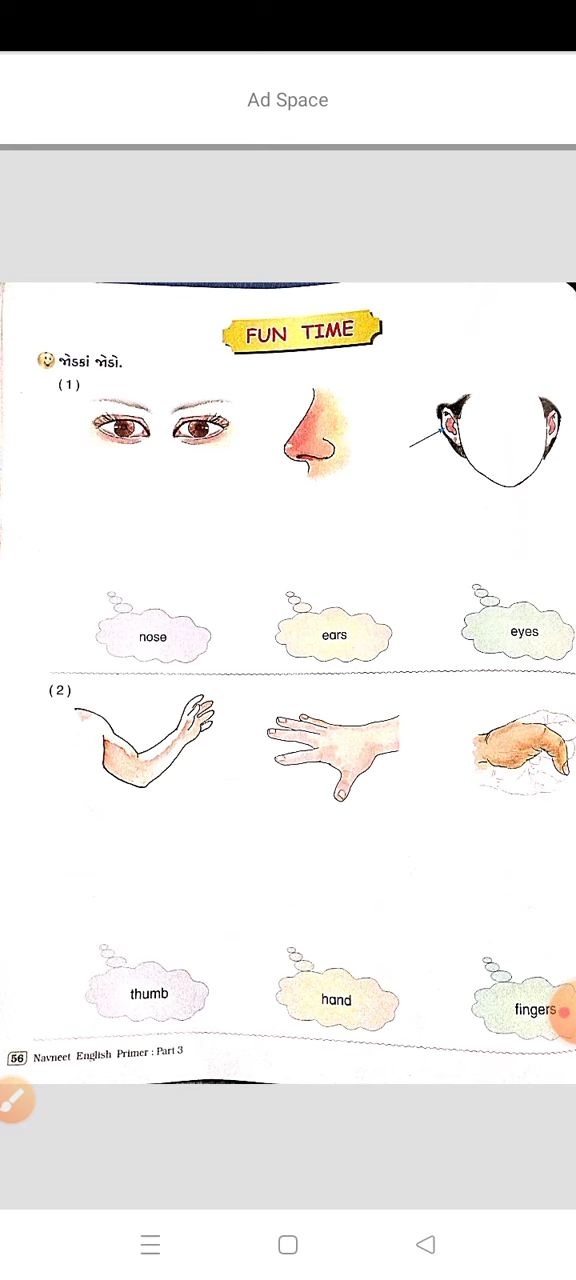 Ad Space
FUN TIME
જોડકાં જોડો.
(1)
nose
ears
eyes
(2)
thumb
hand
fingers
56 Navneet English Primer : Part 3